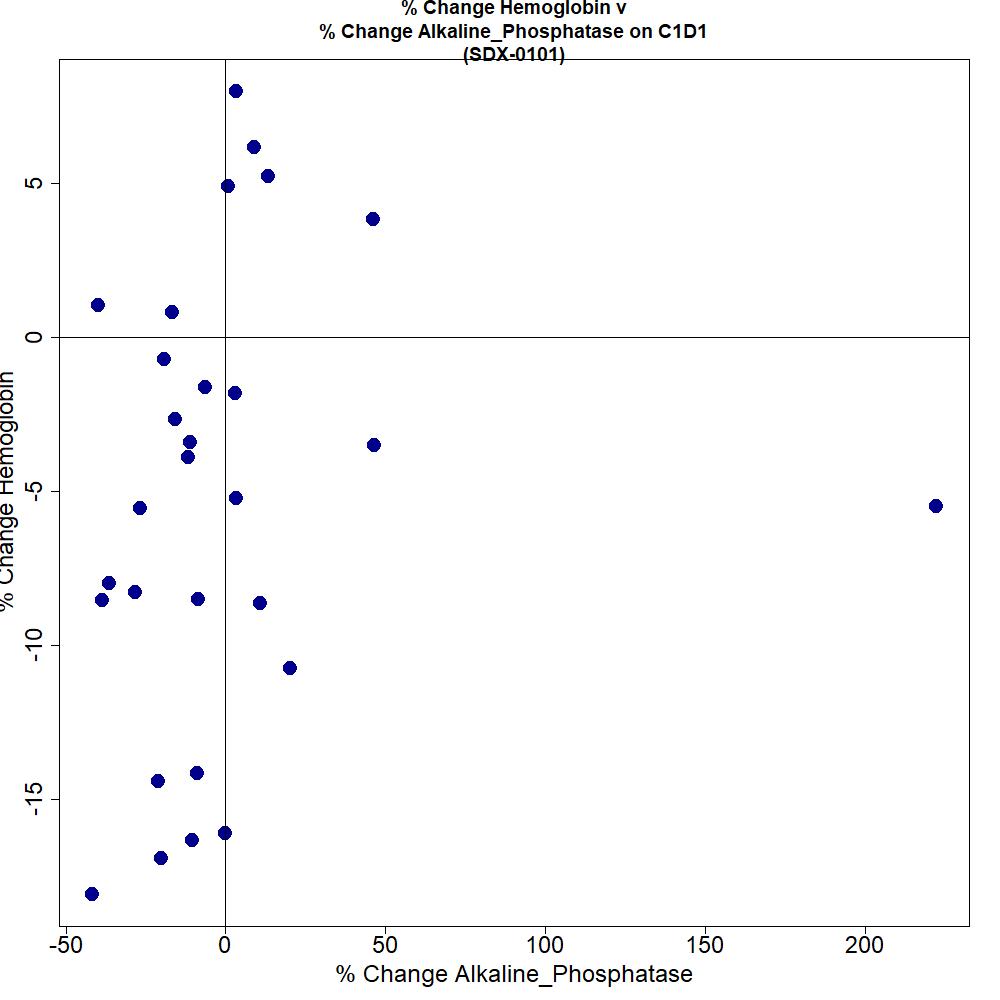 % Change Hemoglobin v
% Change Alkaline_Phosphatase on C1D1
(SDX-0101)
% Change Hemoglobin
5
0
-5
-10
-15
-50
0
50
100
150
200
% Change Alkaline_Phosphatase